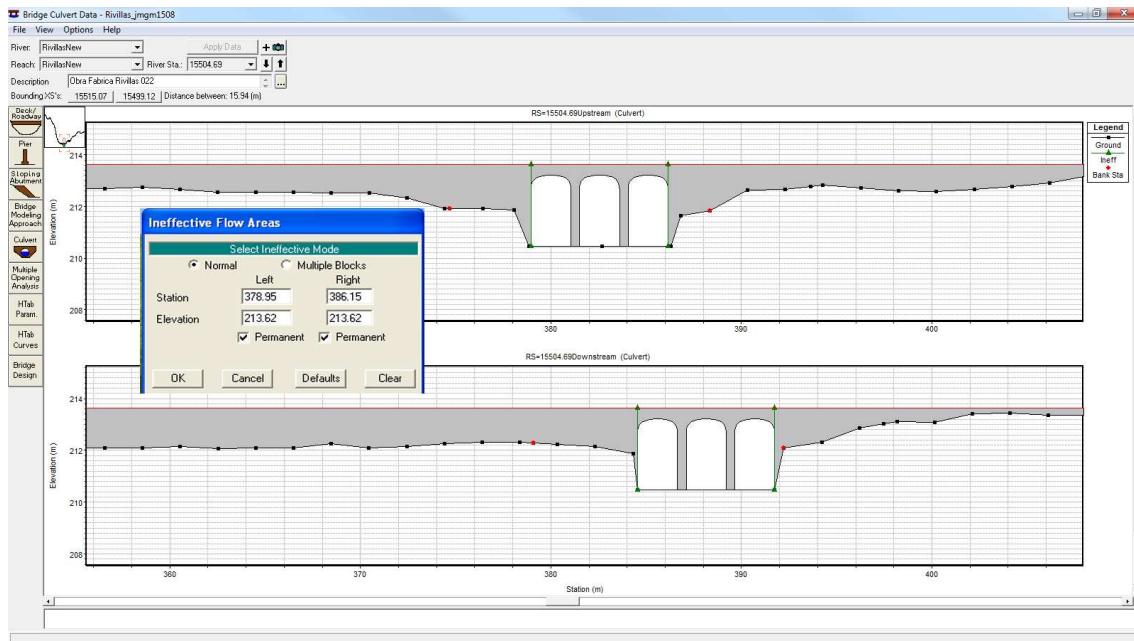 Bridge Culvert Data - Rivillas_jmgm1508
File View Options Help
River: RivillasNew Apply Data
Reach: RivillasNew River Sta.: 15504.69
Description Obra Fabrica Rivillas 022 ...
Bounding XS's: 15515.07 15499.12 Distance between: 15.94 (m)
Deck/
Roadway
Pier
Sloping
Abutment
Bridge
Modeling
Approach
Culvert
Multiple
Opening
Analysis
HTab
Param.
HTab
Curves
Bridge
Design
RS=15504.69Upstream (Culvert)
Elevation (m)
214
212
210
208
380
390
400
Legend
Ground
Ineff
Bank Sta
Ineffective Flow Areas
Select Ineffective Mode
Normal Multiple Blocks
Left Right
Station 378.95 386.15
Elevation 213.62 213.62
Permanent Permanent
OK Cancel Defaults Clear
RS=15504.69Downstream (Culvert)
Elevation (m)
214
212
210
208
360
370
380
390
400
Station (m)